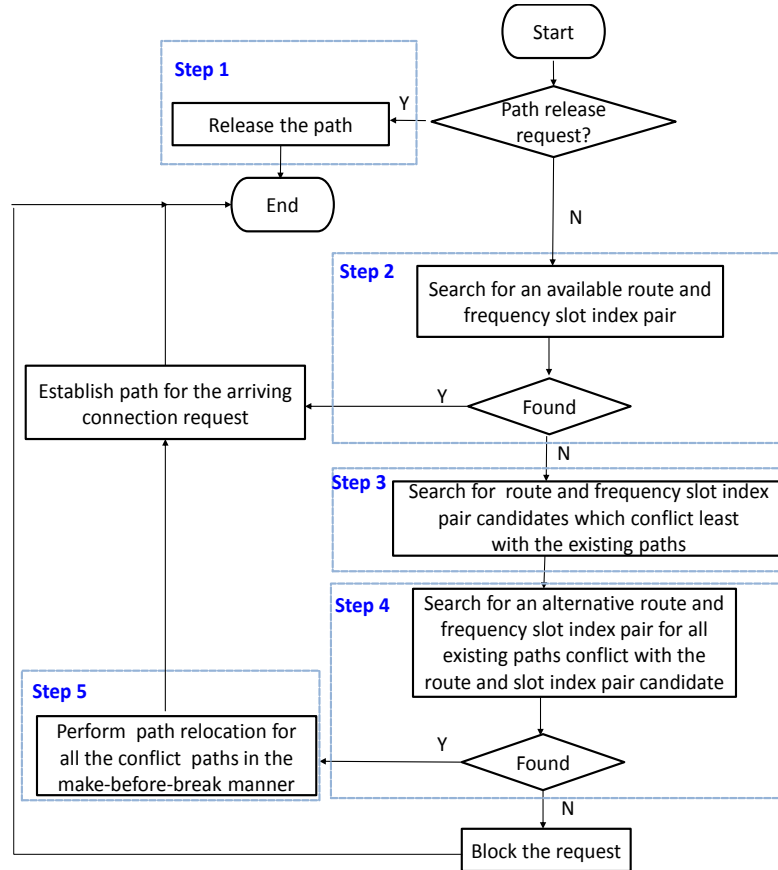 Start
Step 1
Y
Path release
request?
Release the path
End
N
Step 2
Search for an available route and
frequency slot index pair
Establish path for the arriving
connection request
Y
Found
N
Step 3
Search for route and frequency slot index
pair candidates which conflict least
with the existing paths
Step 4
Search for an alternative route and
frequency slot index pair for all
existing paths conflict with the
route and slot index pair candidate
Step 5
Perform path relocation for
all the conflict paths in the
make-before-break manner
Y
Found
N
Block the request